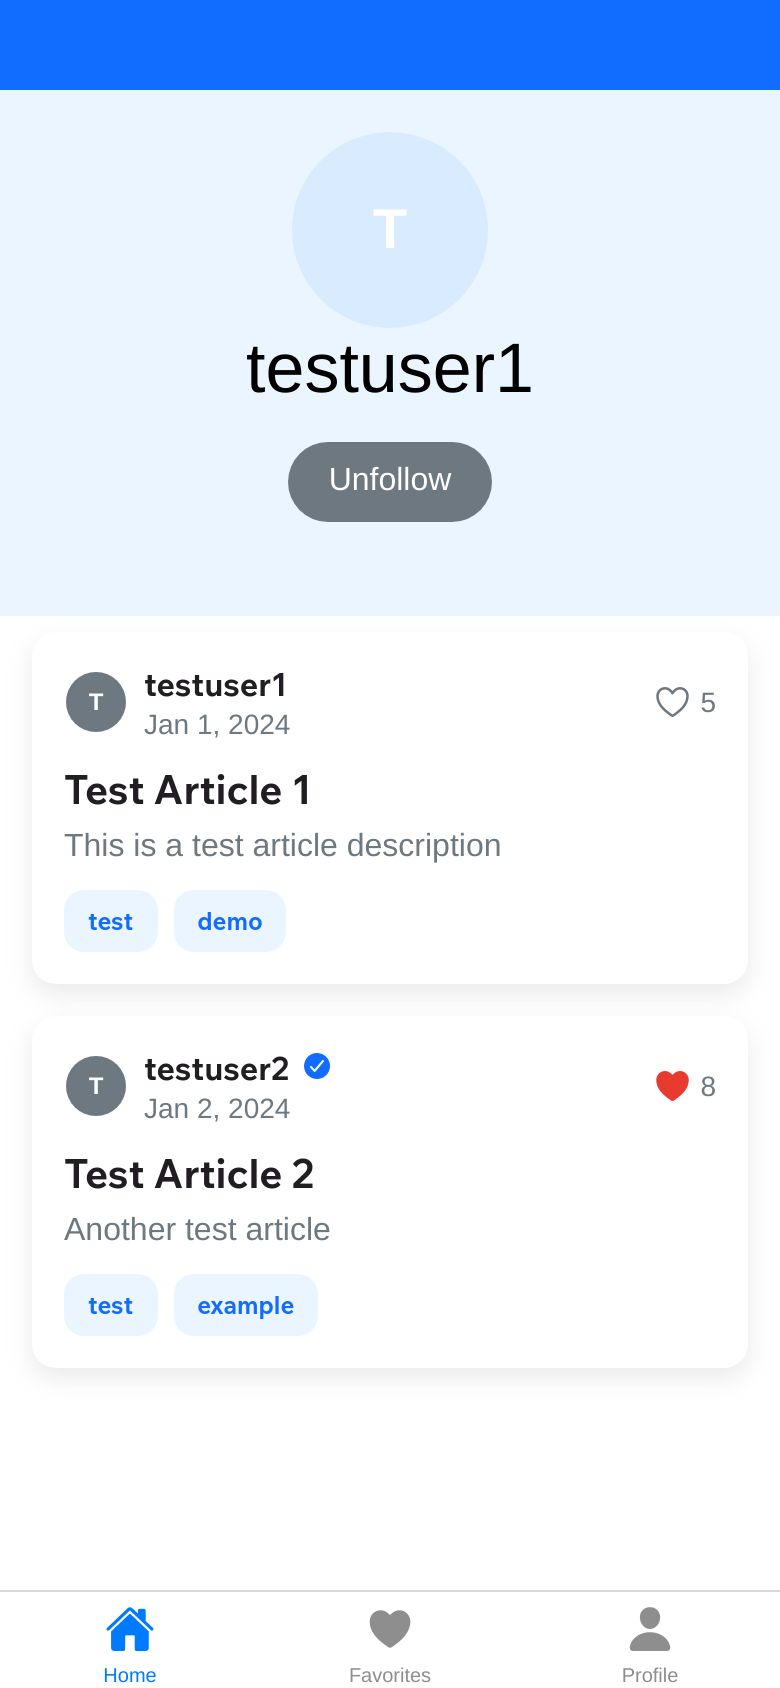 T
testuser1
Unfollow
T
testuser1
Jan 1, 2024
5
Test Article 1
This is a test article description
test demo
T
testuser2
Jan 2, 2024
8
Test Article 2
Another test article
test example
Home Favorites Profile